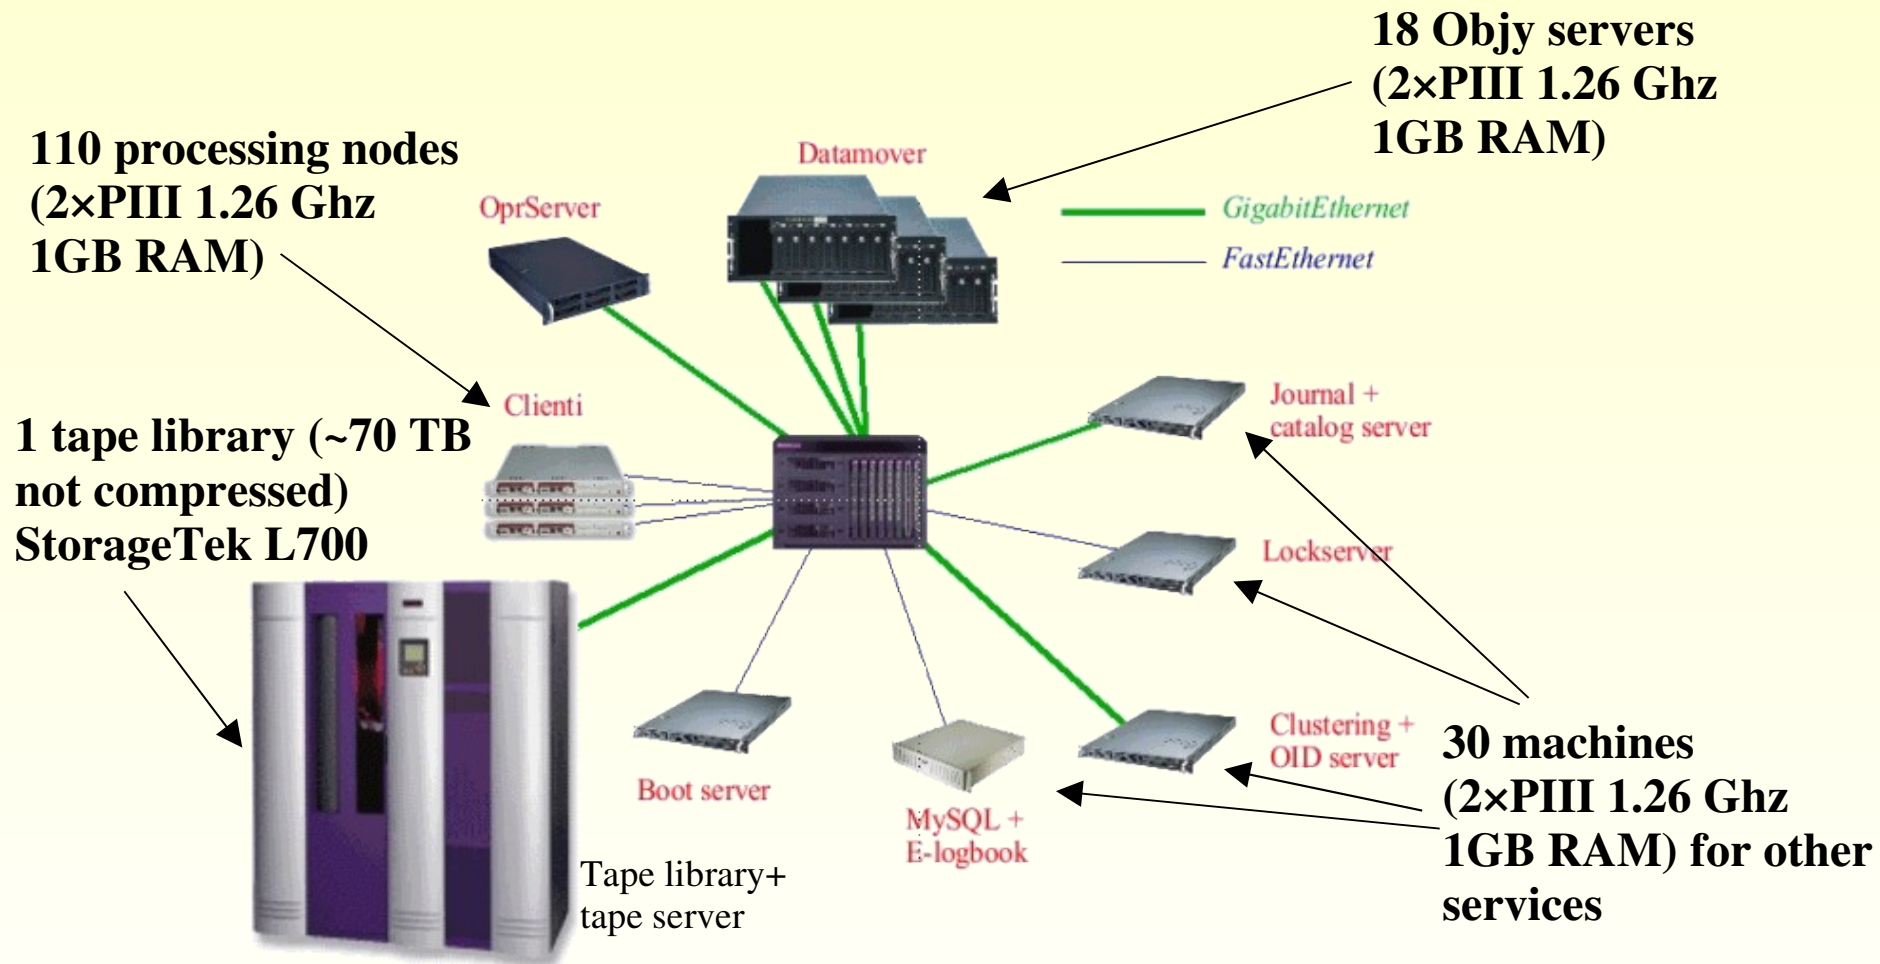 18 Objy servers
(2×PIII 1.26 Ghz
1GB RAM)
110 processing nodes
(2×PIII 1.26 Ghz
1GB RAM)
Datamover
OprServer
GigabitEthernet
FastEthernet
Clienti
Journal +
catalog server
1 tape library (~70 TB
not compressed)
StorageTek L700
Lockserver
Clustering +
OID server
30 machines
(2×PIII 1.26 Ghz
1GB RAM) for other
services
Boot server
MySQL +
E-logbook
Tape library+
tape server